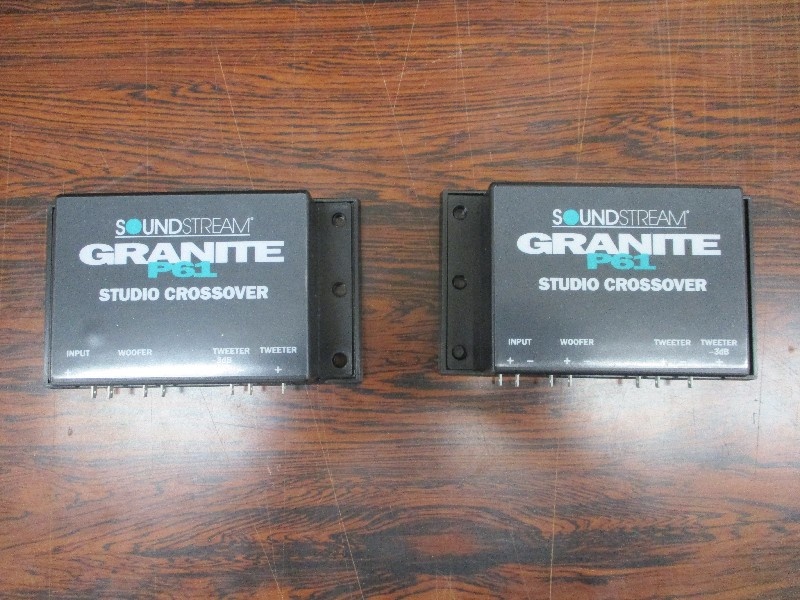 SOUNDSTREAM
GRANITE
P61
STUDIO CROSSOVER
INPUT WOOFER TWEETER TWEETER
-3dB
+
SOUNDSTREAM
GRANITE
P61
STUDIO CROSSOVER
INPUT WOOFER TWEETER TWEETER
-3dB
+ - + - +